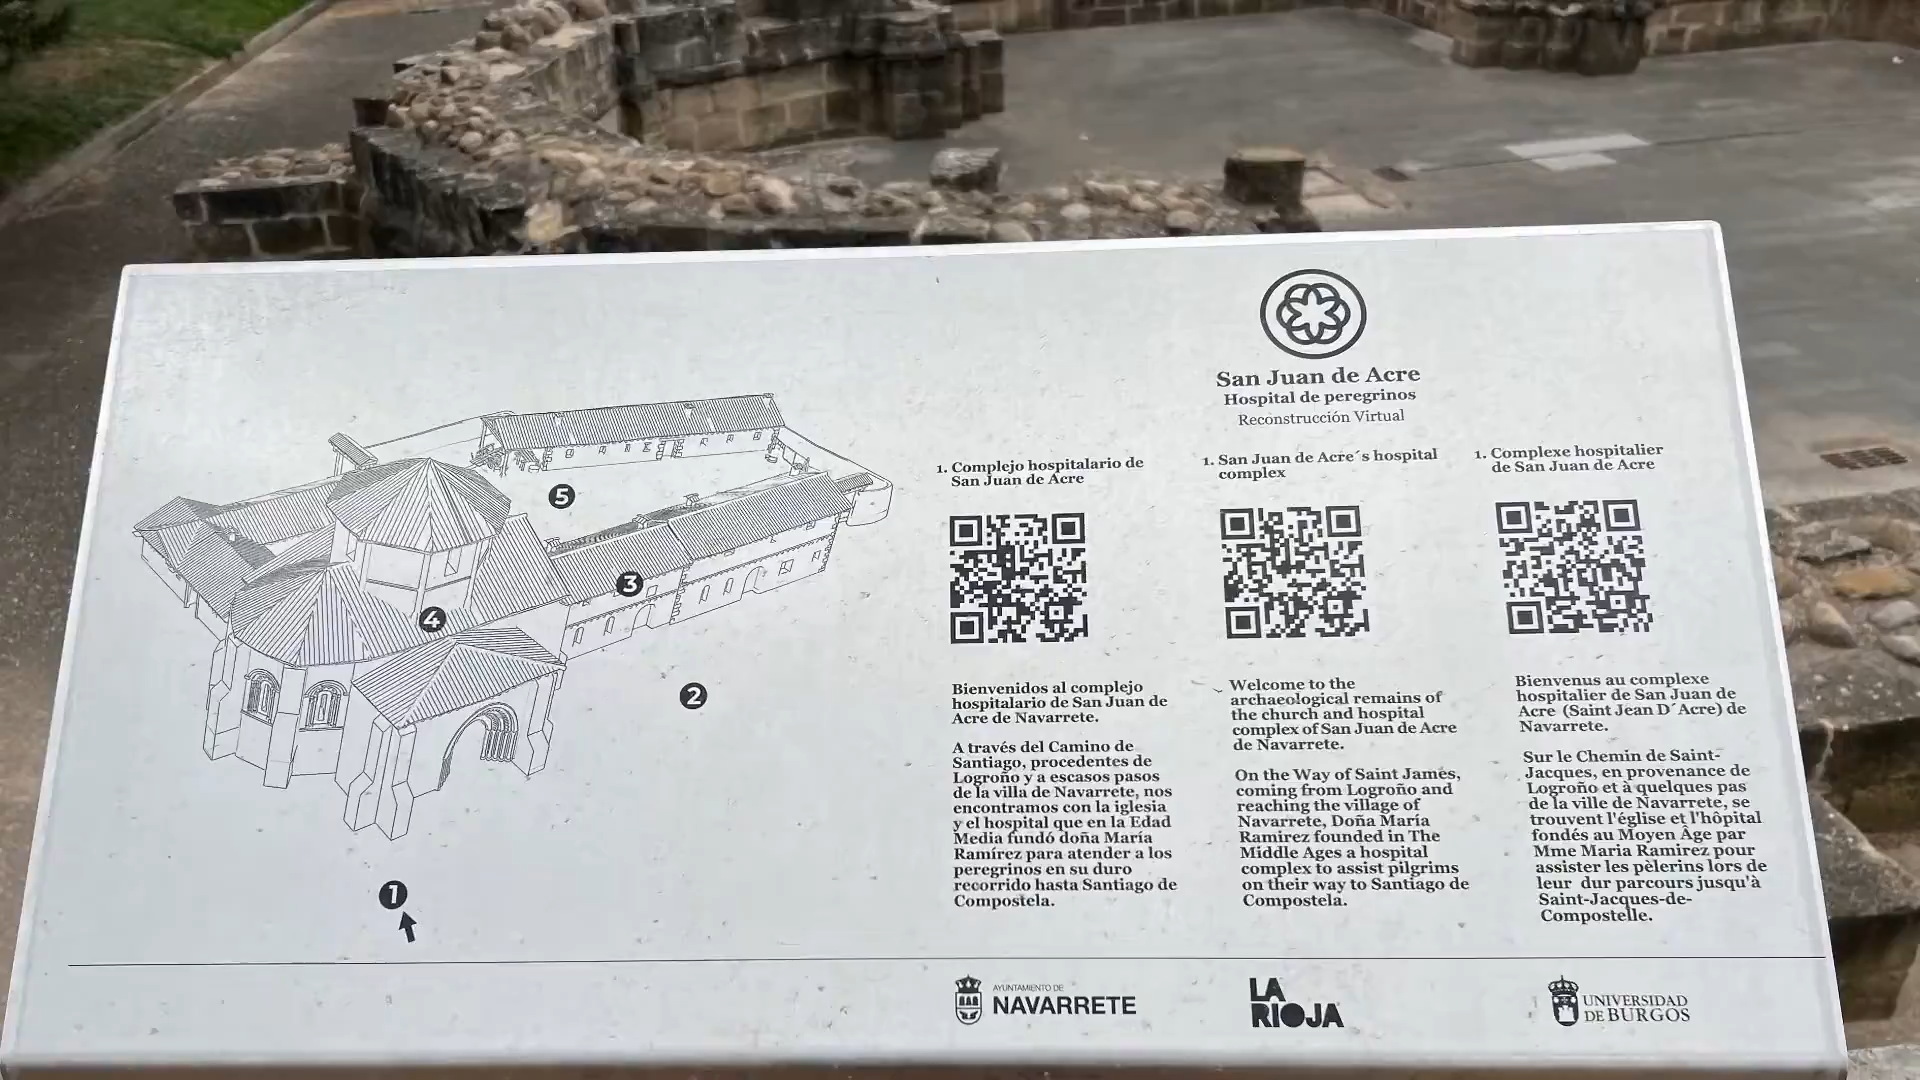 San Juan de Acre
Hospital de peregrinos
Reconstrucción Virtual
1. Complejo hospitalario de
San Juan de Acre
Bienvenidos al complejo
hospitalario de San Juan de
Acre de Navarrete.
A través del Camino de
Santiago, procedentes de
Logroño y a escasos pasos
de la villa de Navarrete, nos
encontramos con la iglesia
y el hospital que en la Edad
Media fundó doña María
Ramírez para atender a los
peregrinos en su duro
recorrido hasta Santiago de
Compostela.
1. San Juan de Acre´s hospital
complex
Welcome to the
archaeological remains of
the church and hospital
complex of San Juan de Acre
de Navarrete.
On the Way of Saint James,
coming from Logroño and
reaching the village of
Navarrete, Doña María
Ramirez founded in The
Middle Ages a hospital
complex to assist pilgrims
on their way to Santiago de
Compostela.
1. Complexe hospitalier
de San Juan de Acre
Bienvenus au complexe
hospitalier de San Juan de
Acre (Saint Jean D´Acre) de
Navarrete.
Sur le Chemin de Saint-
Jacques, en provenance de
Logroño et à quelques pas
de la ville de Navarrete, se
trouvent l'église et l'hôpital
fondés au Moyen Âge par
Mme Maria Ramirez pour
assister les pèlerins lors de
leur dur parcours jusqu'à
Saint-Jacques-de-
Compostelle.
5
3
4
2
1
AYUNTAMIENTO DE
NAVARRETE
LA
RIOJA
UNIVERSIDAD
DE BURGOS